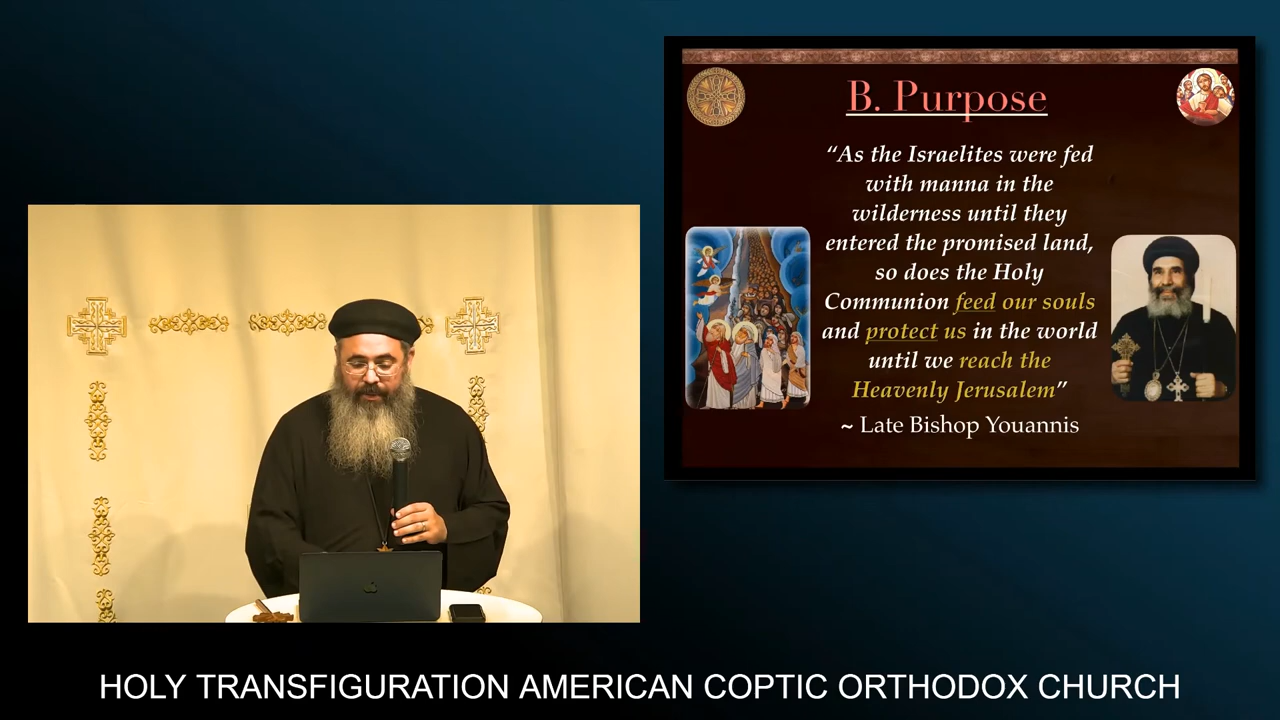 B. Purpose
“As the Israelites were fed
with manna in the
wilderness until they
entered the promised land,
so does the Holy
Communion feed our souls
and protect us in the world
until we reach the
Heavenly Jerusalem”
~ Late Bishop Youannis
HOLY TRANSFIGURATION AMERICAN COPTIC ORTHODOX CHURCH